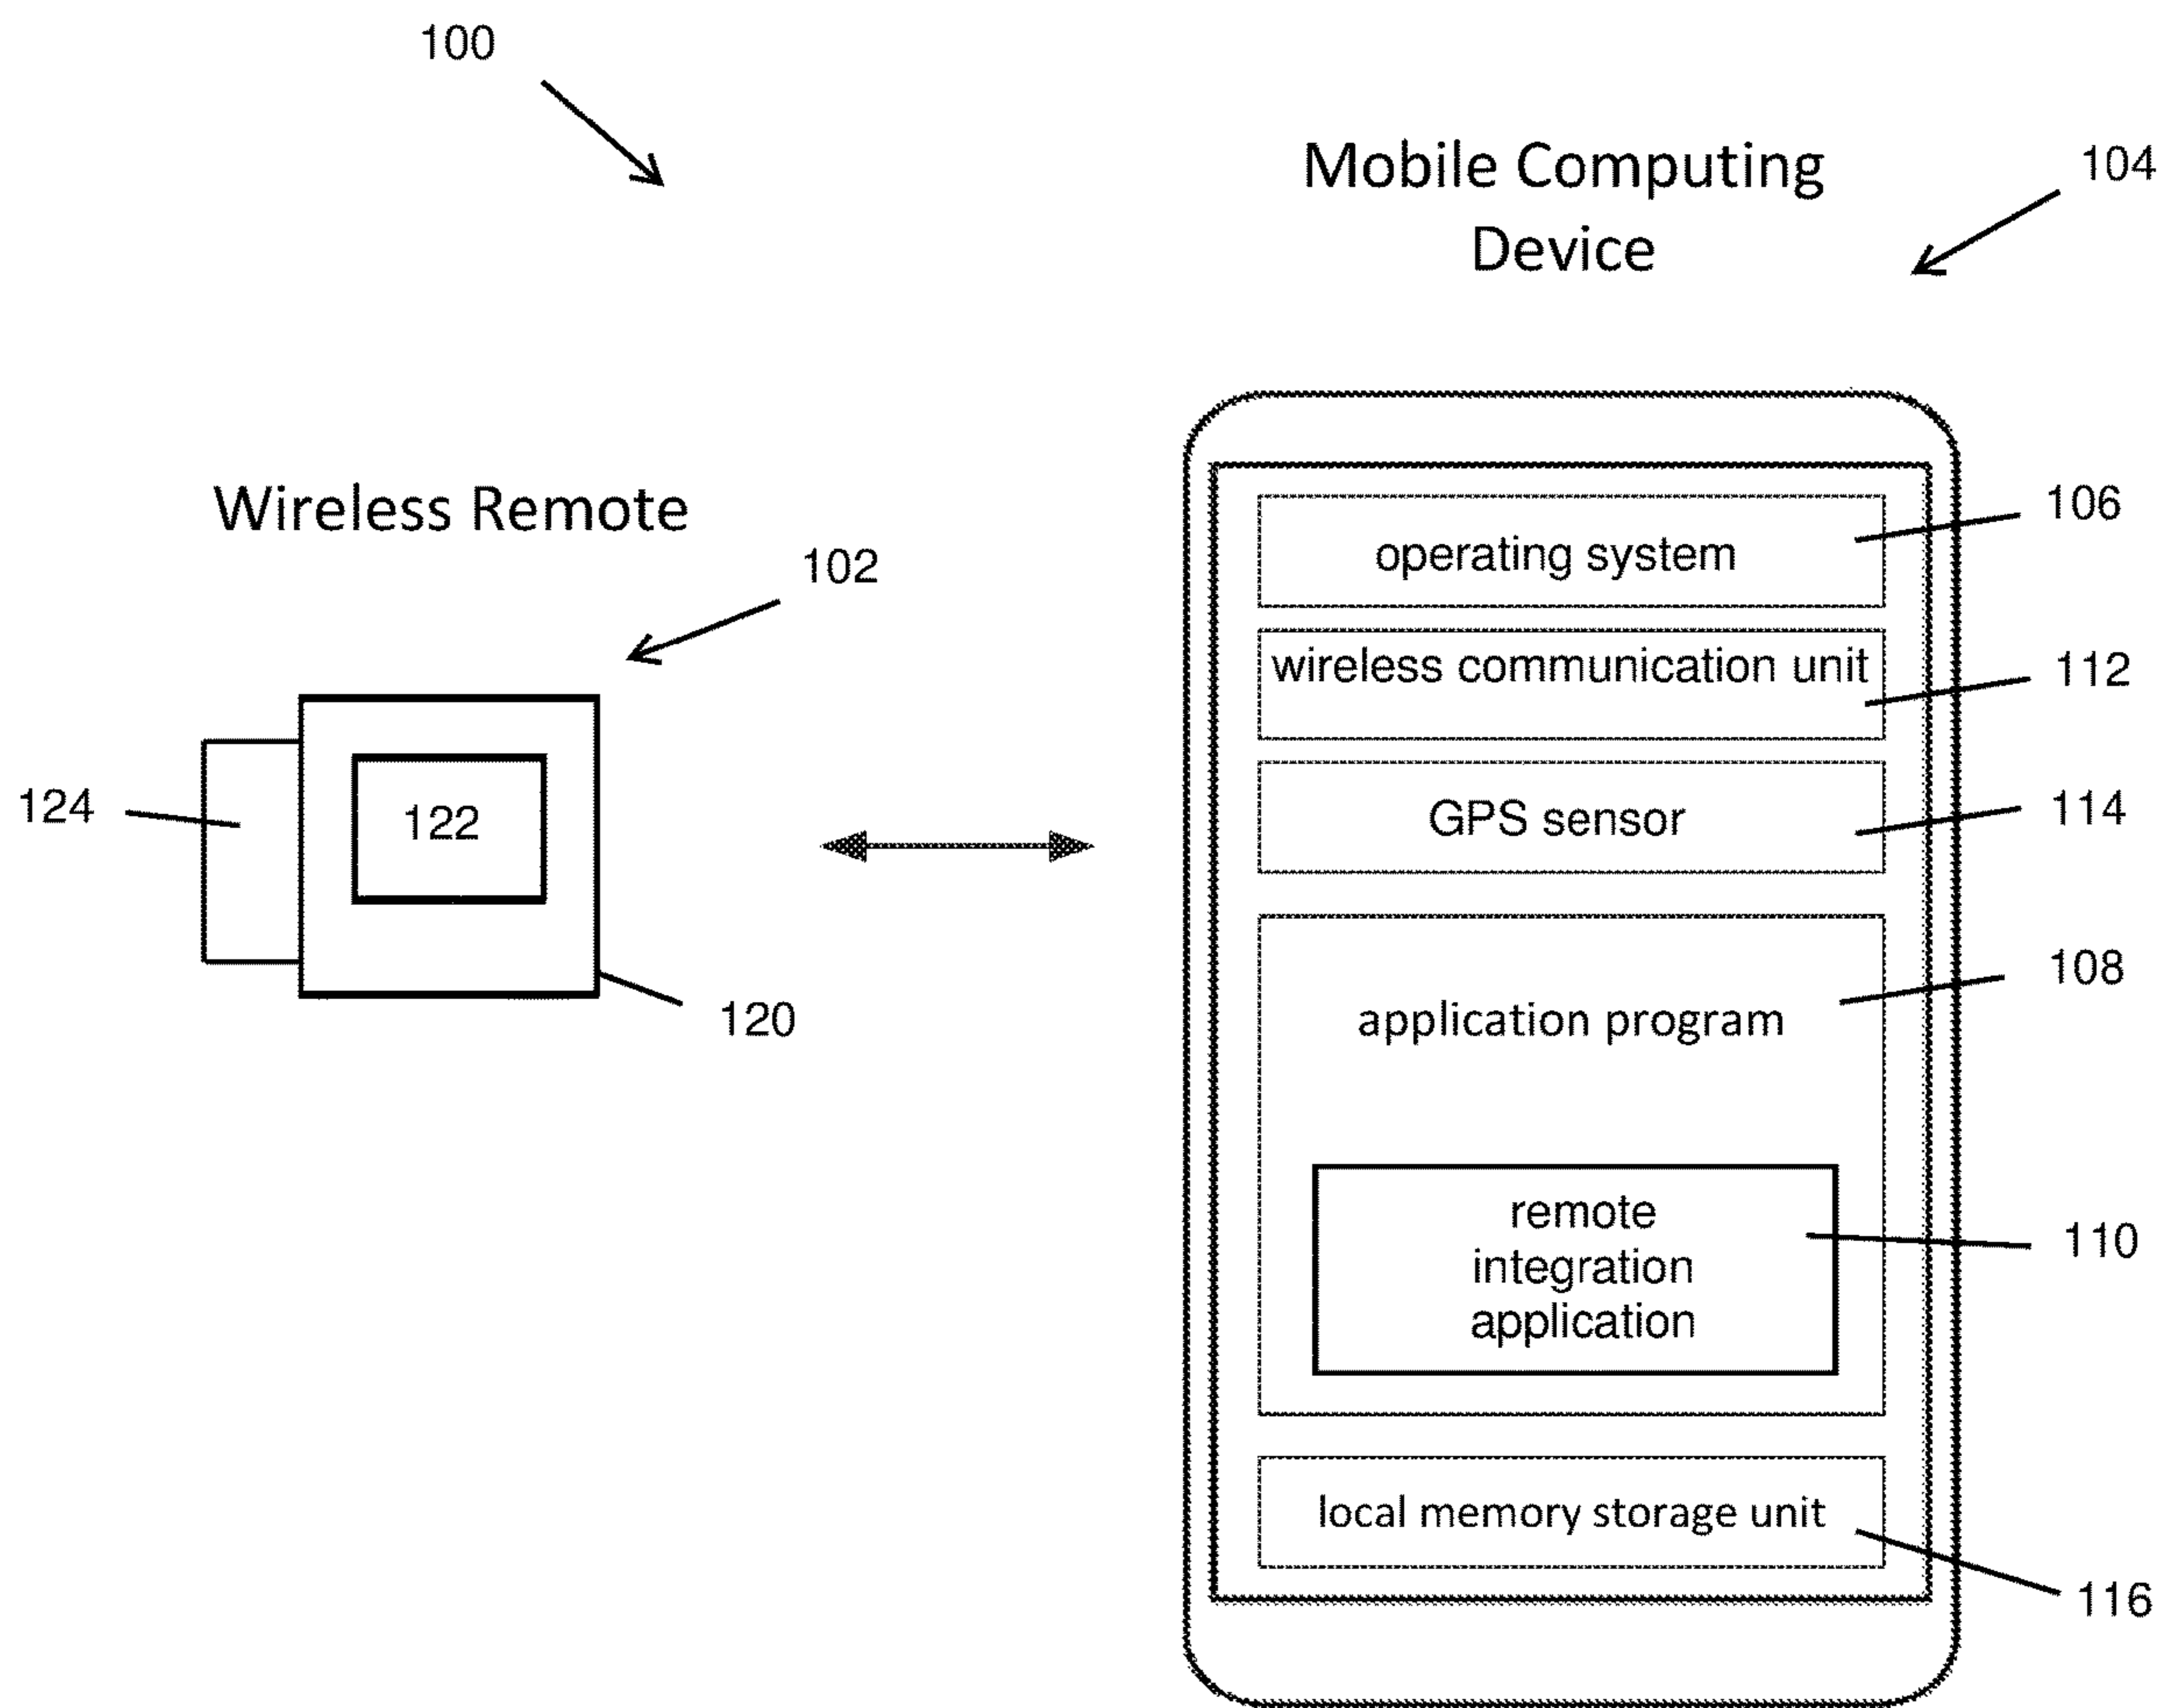 100
Mobile Computing
Device
104
Wireless Remote
102
124
122
120
operating system
106
wireless communication unit
112
GPS sensor
114
application program
108
remote
integration
application
110
local memory storage unit
116